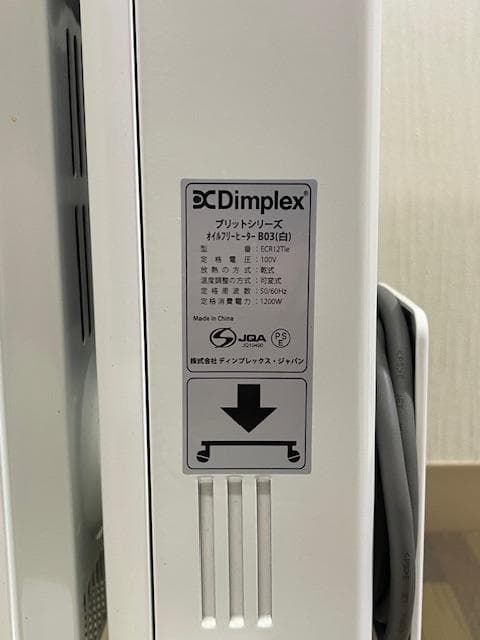 Dimplex®
ブリットシリーズ
オイルフリーヒーター B03(白)
型 番：ECR12TIe
定格電圧：100V
放熱の方式：乾式
温度調整の方式：可変式
定格周波数：50/60Hz
定格消費電力：1200W
Made in China
S JQA PSE
JQ10490
株式会社ディンプレックス・ジャパン